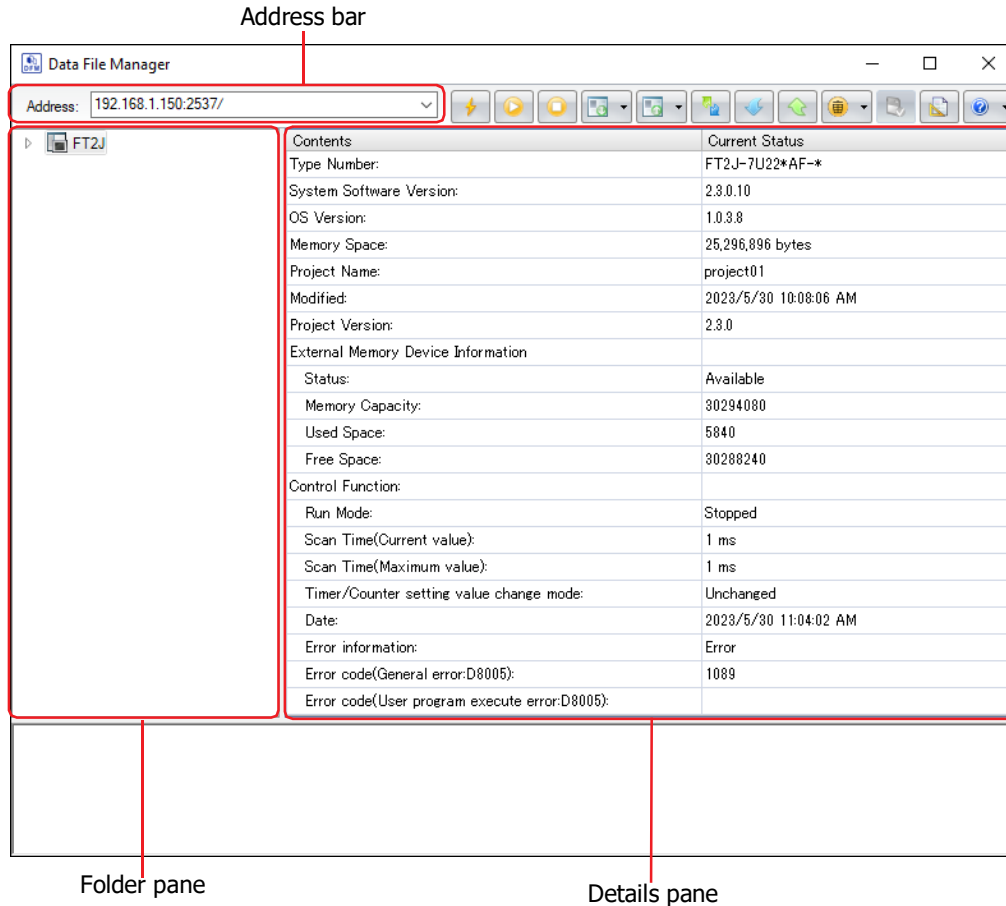 Address bar
Data File Manager
Address: 192.168.1.150:2537/
FT2J
Contents Current Status
Type Number: FT2J-7U22*AF-*
System Software Version: 2.3.0.10
OS Version: 1.0.3.8
Memory Space: 25,296,896 bytes
Project Name: project01
Modified: 2023/5/30 10:08:06 AM
Project Version: 2.3.0
External Memory Device Information
Status: Available
Memory Capacity: 30294080
Used Space: 5840
Free Space: 30288240
Control Function:
Run Mode: Stopped
Scan Time(Current value): 1 ms
Scan Time(Maximum value): 1 ms
Timer/Counter setting value change mode: Unchanged
Date: 2023/5/30 11:04:02 AM
Error information: Error
Error code(General error:D8005): 1089
Error code(User program execute error:D8005):
Folder pane
Details pane